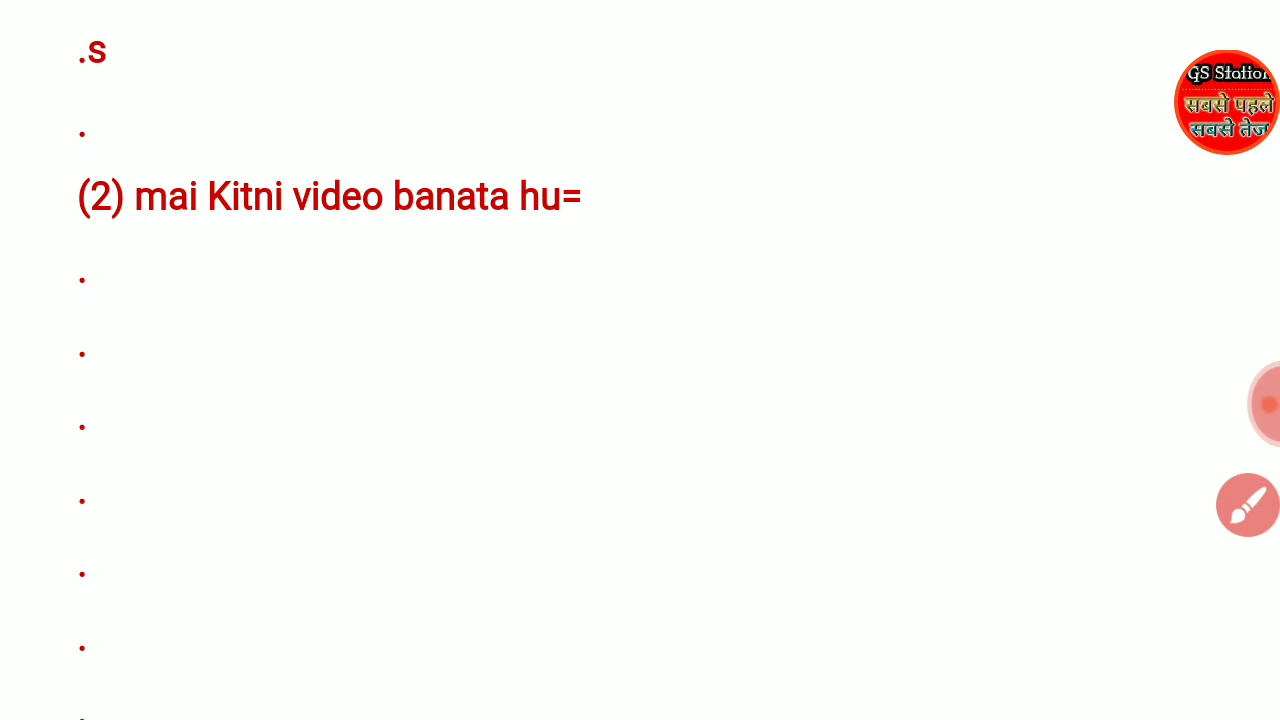 .s
.
(2) mai Kitni video banata hu=
.
.
.
.
.
.
.
GS Station
सबसे पहले
सबसे तेज